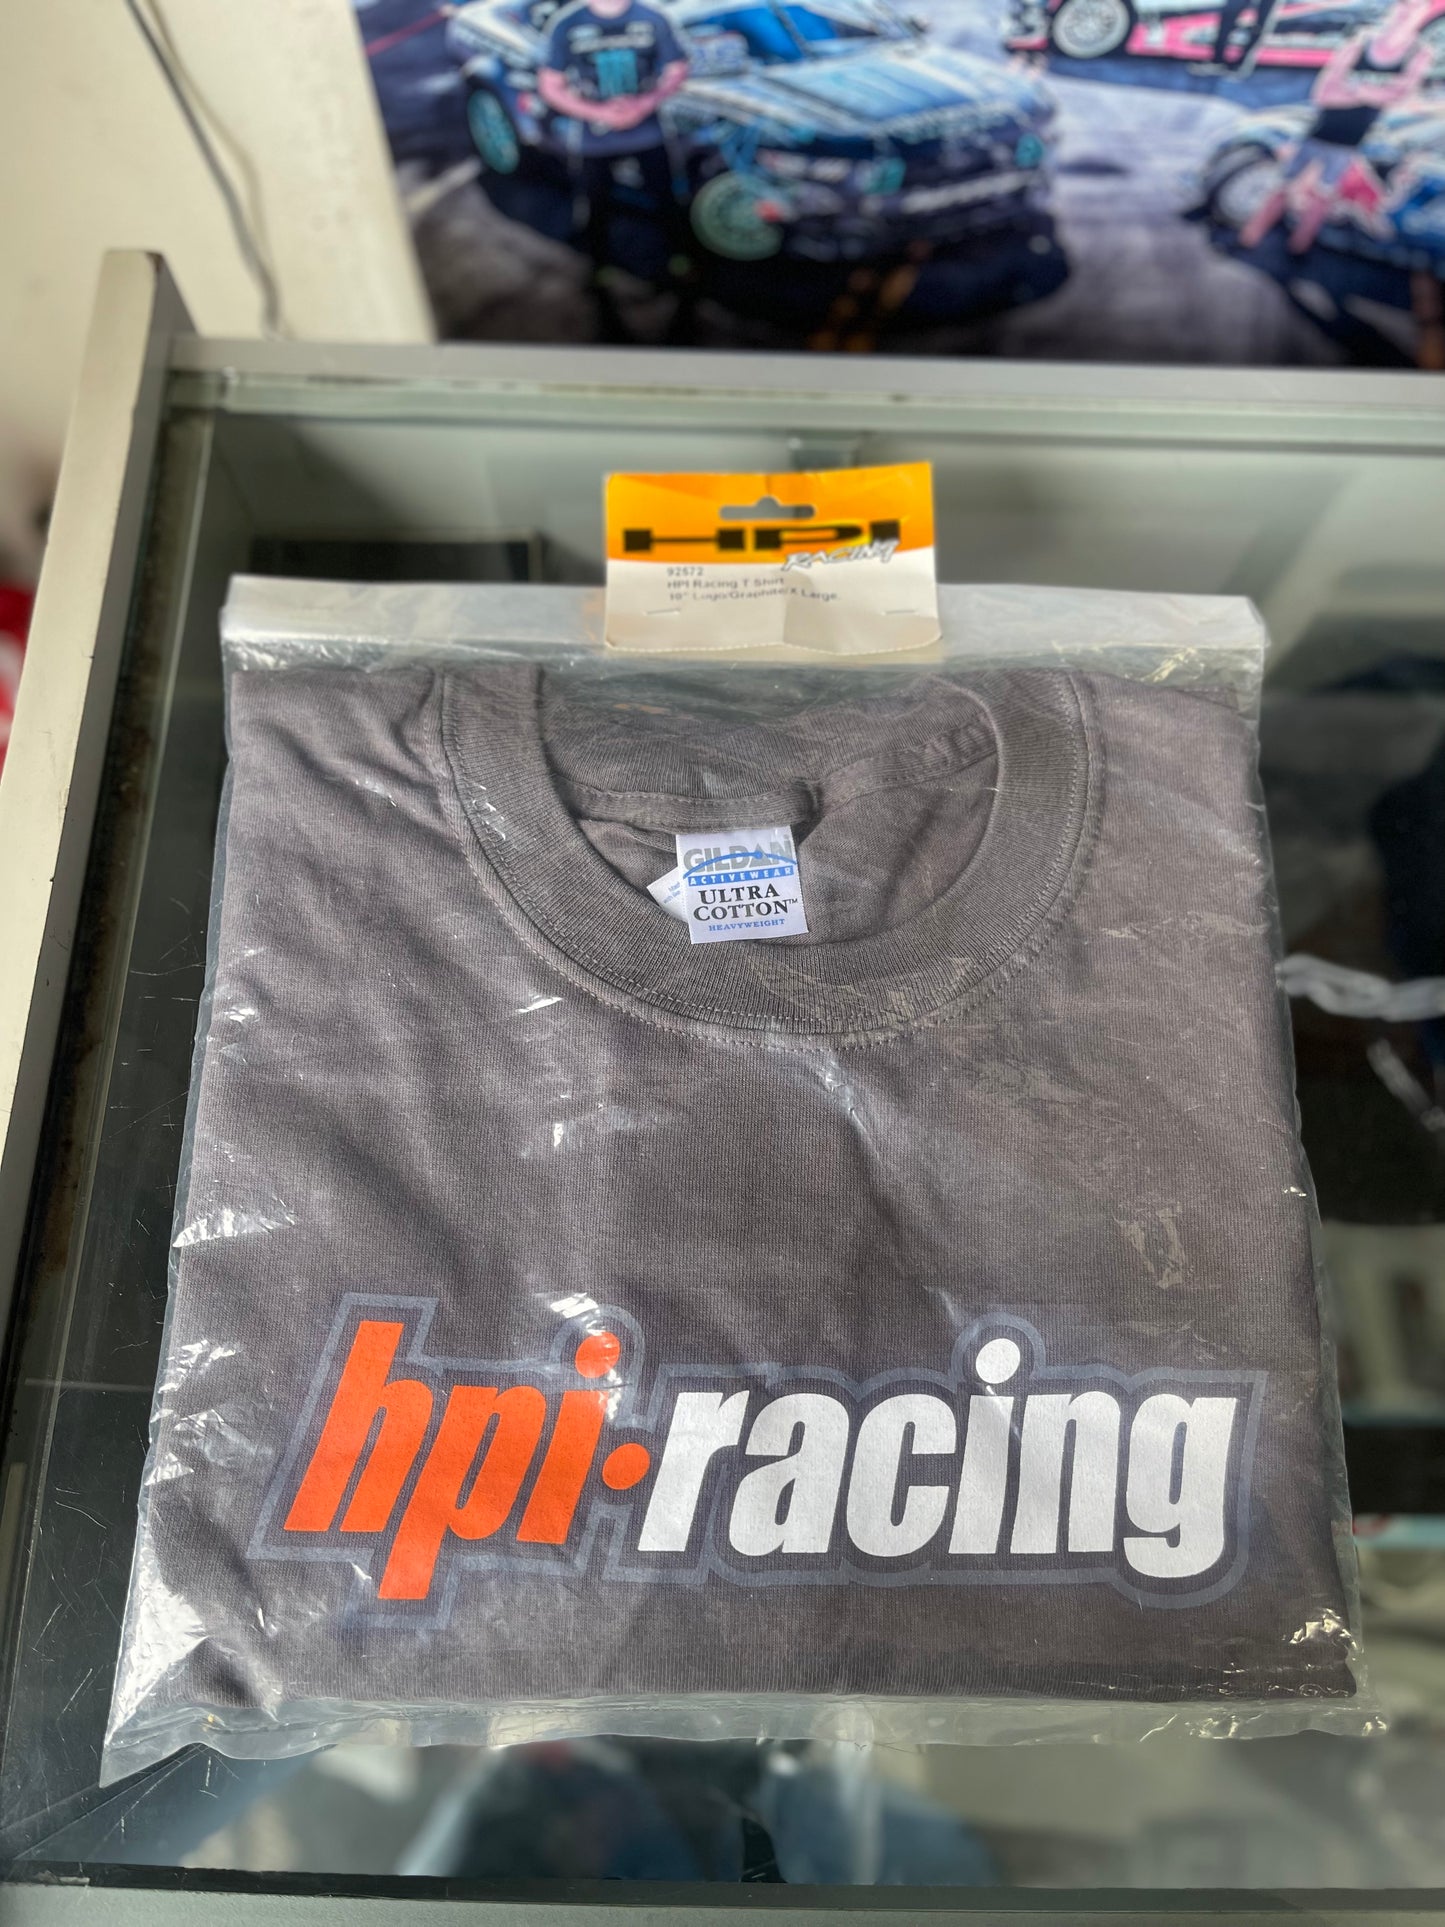 HPI
RACING
92572
HPI Racing T Shirt
10" Logo/Graphite/X Large.
GILDAN
ACTIVEWEAR
ULTRA
COTTON™
HEAVYWEIGHT
hpi·racing